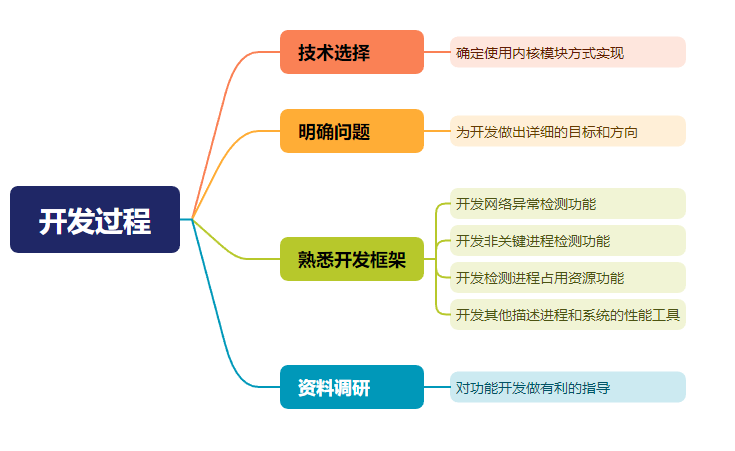 开发过程
技术选择
确定使用内核模块方式实现
明确问题
为开发做出详细的目标和方向
熟悉开发框架
开发网络异常检测功能
开发非关键进程检测功能
开发检测进程占用资源功能
开发其他描述进程和系统的性能工具
资料调研
对功能开发做有利的指导